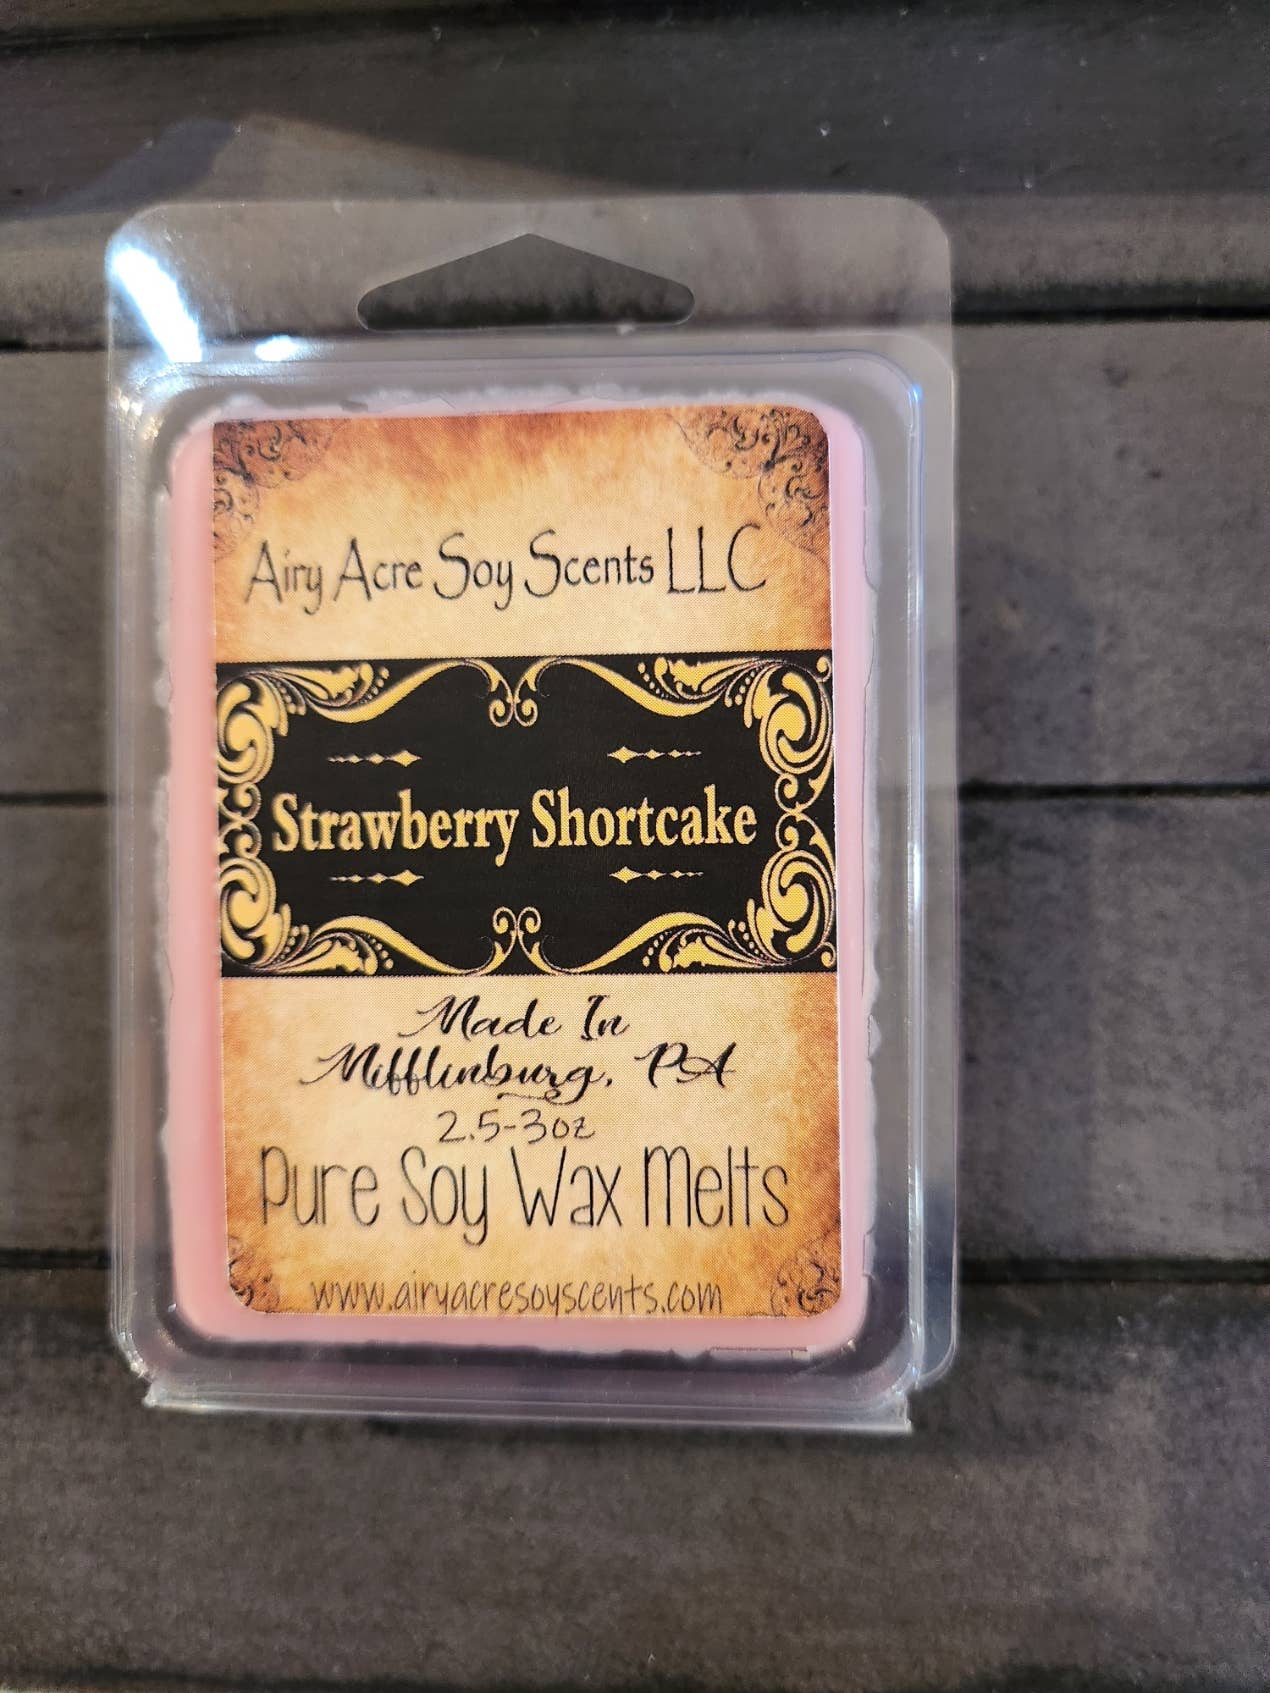 Airy Acre Soy Scents LLC
Strawberry Shortcake
Made In
Mifflinburg, PA
2.5-3oz
Pure Soy Wax Melts
www.airyacresoyscents.com